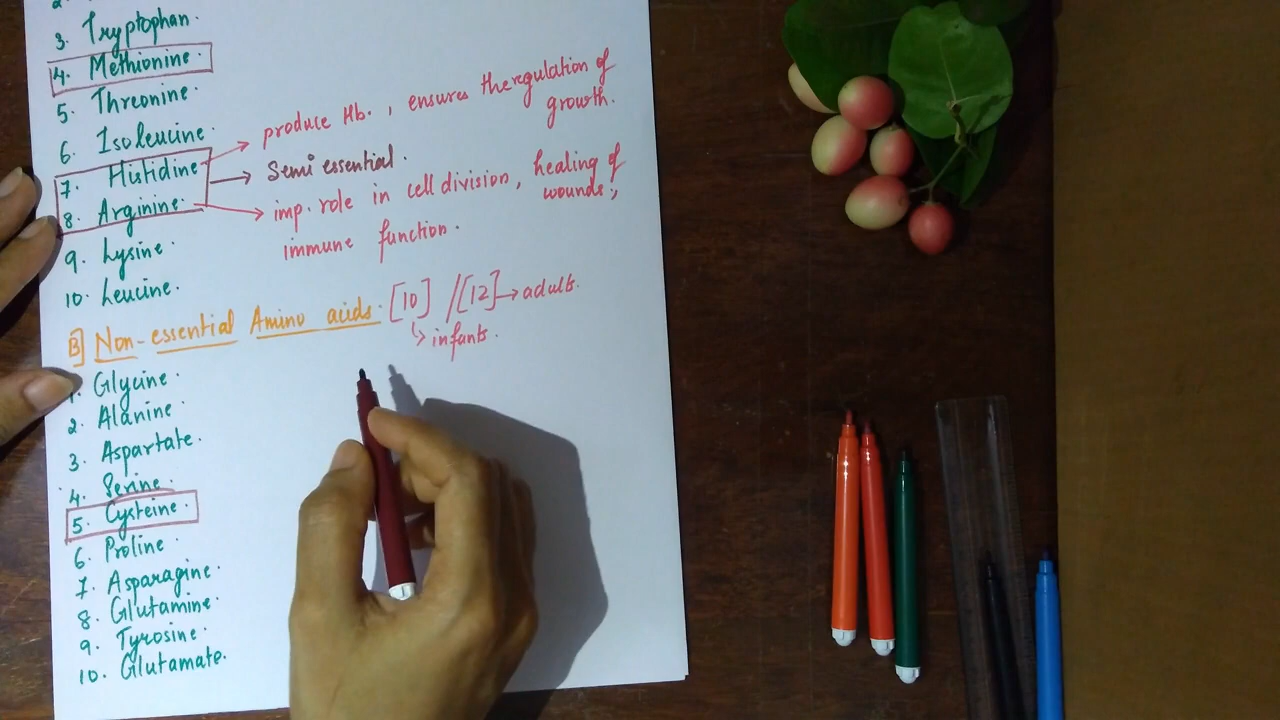 3. Tryptophan.
4. Methionine.
5. Threonine.
6. Isoleucine.
7. Histidine
8. Arginine.
9. Lysine.
10. Leucine.
produce Hb. , ensures the regulation of
growth.
Semi essential.
imp. role in cell division, healing of
wounds,
immune function.
B] Non-essential Amino acids. [10] / [12] → adults.
infants.
1. Glycine.
2. Alanine.
3. Aspartate.
4. Serine.
5. Cysteine.
6. Proline.
7. Asparagine.
8. Glutamine.
9. Tyrosine.
10. Glutamate.